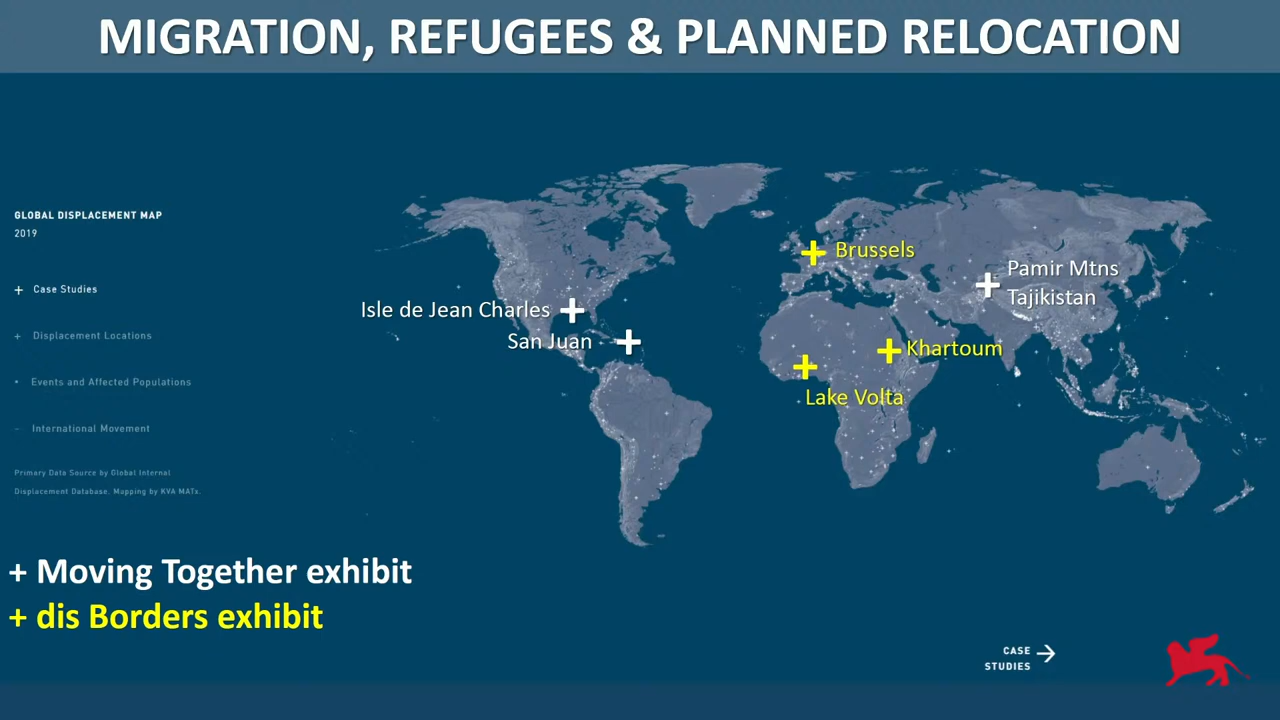 MIGRATION, REFUGEES & PLANNED RELOCATION
GLOBAL DISPLACEMENT MAP
2019
+ Case Studies
+ Displacement Locations
• Events and Affected Populations
- International Movement
Primary Data Source by Global Internal
Displacement Database. Mapping by KVA MATs.
Brussels
Pamir Mtns
Tajikistan
Isle de Jean Charles
San Juan
Khartoum
Lake Volta
+ Moving Together exhibit
+ dis Borders exhibit
CASE
STUDIES